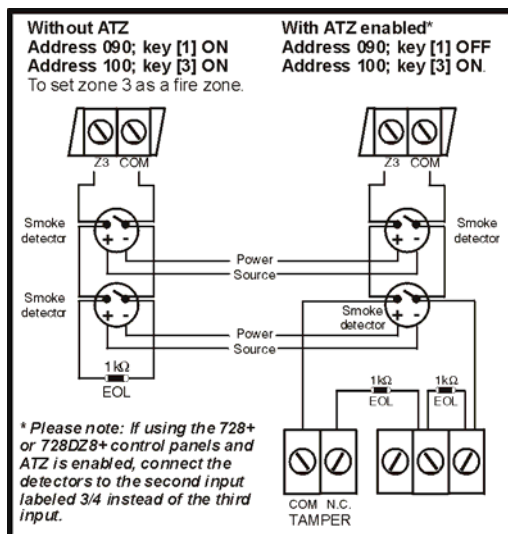 Without ATZ
Address 090; key [1] ON
Address 100; key [3] ON
To set zone 3 as a fire zone.
With ATZ enabled*
Address 090; key [1] OFF
Address 100; key [3] ON.
Z3 COM
Z3 COM
Smoke
detector
+ -
+ -
Smoke
detector
Power
Source
Smoke
detector
+ -
+ -
Smoke
detector
Power
Source
1kΩ
EOL
1kΩ
EOL
1kΩ
EOL
* Please note: If using the 728+
or 728DZ8+ control panels and
ATZ is enabled, connect the
detectors to the second input
labeled 3/4 instead of the third
input.
COM N.C.
TAMPER